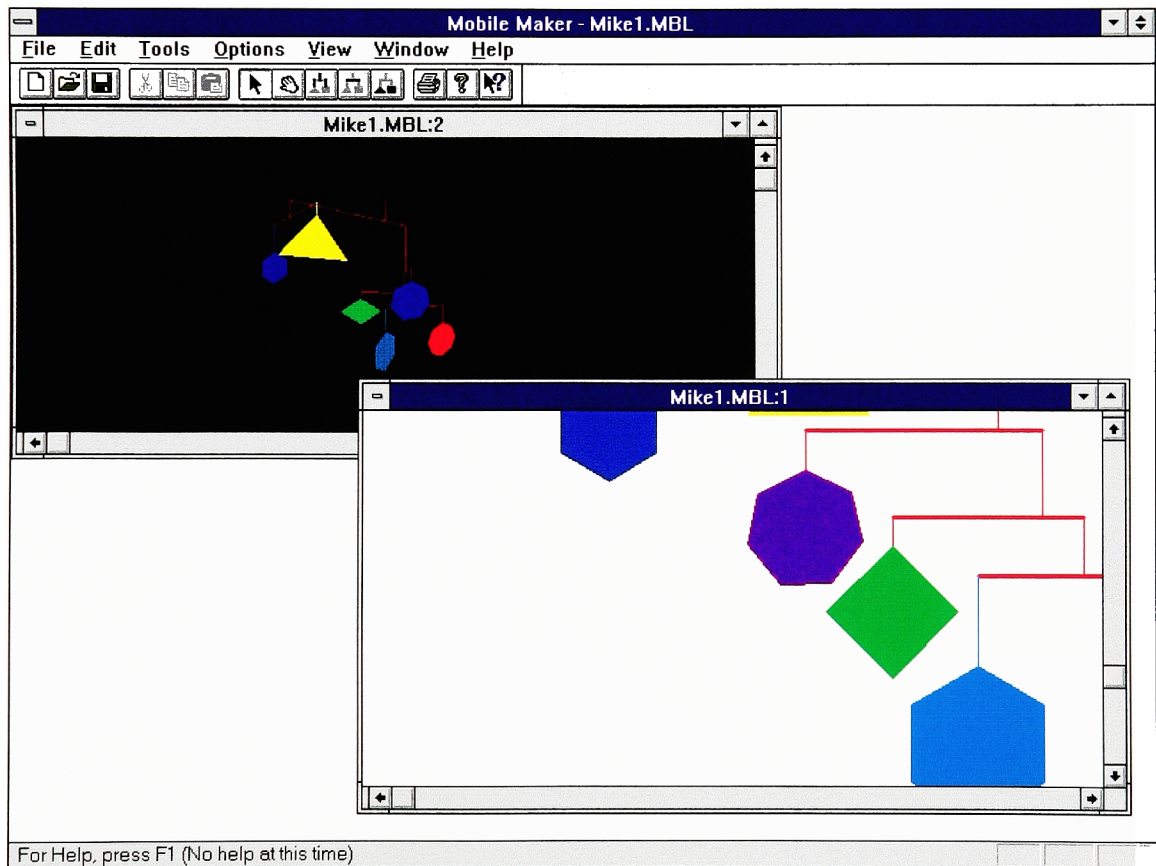 Mobile Maker - Mike1.MBL
File Edit Tools Options View Window Help
Mike1.MBL:2
Mike1.MBL:1
For Help, press F1 (No help at this time)